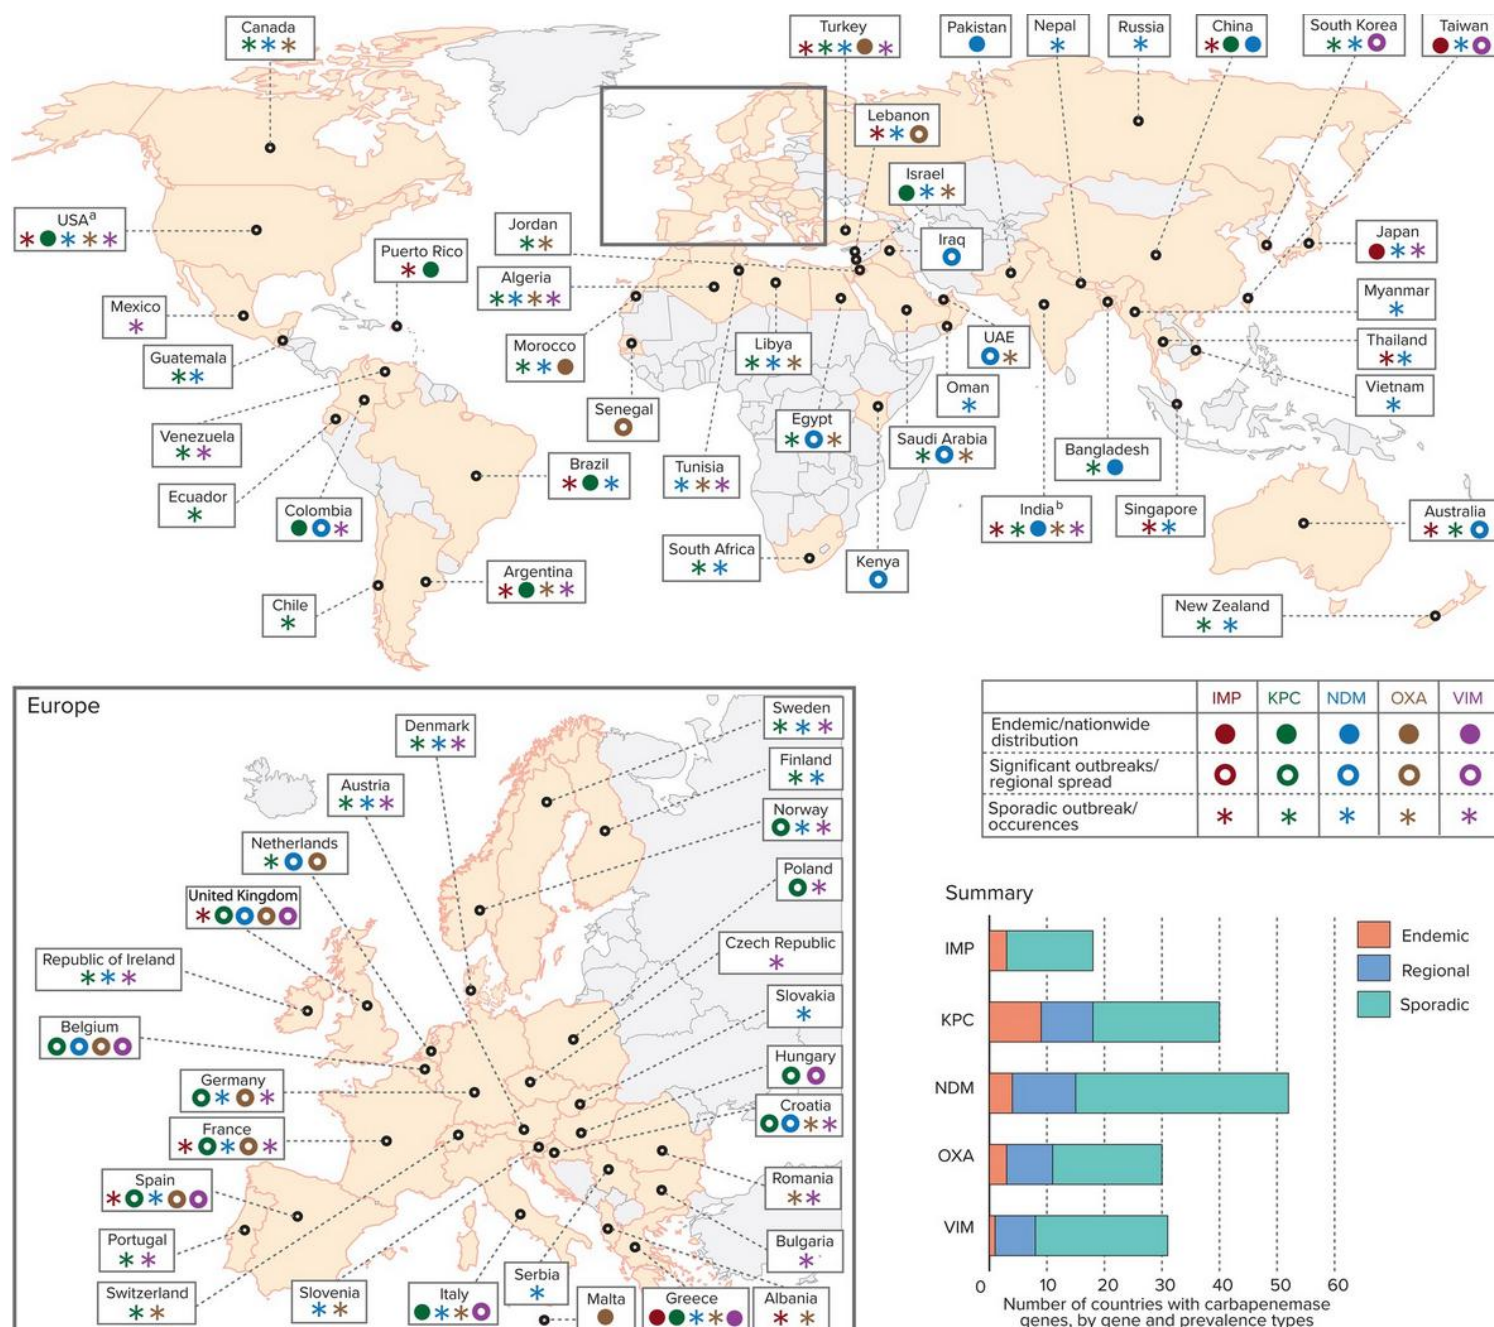 Canada
Turkey
Pakistan
Nepal
Russia
China
South Korea
Taiwan
Lebanon
Israel
USAa
Jordan
Iraq
Puerto Rico
Japan
Algeria
Mexico
Myanmar
Morocco
Libya
UAE
Guatemala
Thailand
Oman
Vietnam
Senegal
Egypt
Venezuela
Saudi Arabia
Bangladesh
Brazil
Tunisia
Ecuador
Colombia
Indiab
Singapore
Australia
South Africa
Kenya
Argentina
Chile
New Zealand
Europe
Sweden
Denmark
Finland
Austria
Norway
Netherlands
Poland
United Kingdom
Czech Republic
Republic of Ireland
Slovakia
Belgium
Hungary
Germany
Croatia
France
Spain
Romania
Portugal
Bulgaria
Serbia
Switzerland
Slovenia
Italy
Malta
Greece
Albania
IMP KPC NDM OXA VIM
Endemic/nationwide
distribution
Significant outbreaks/
regional spread
Sporadic outbreak/
occurences
Summary
IMP
KPC
NDM
OXA
VIM
Endemic
Regional
Sporadic
0 10 20 30 40 50 60
Number of countries with carbapenemase
genes, by gene and prevalence types